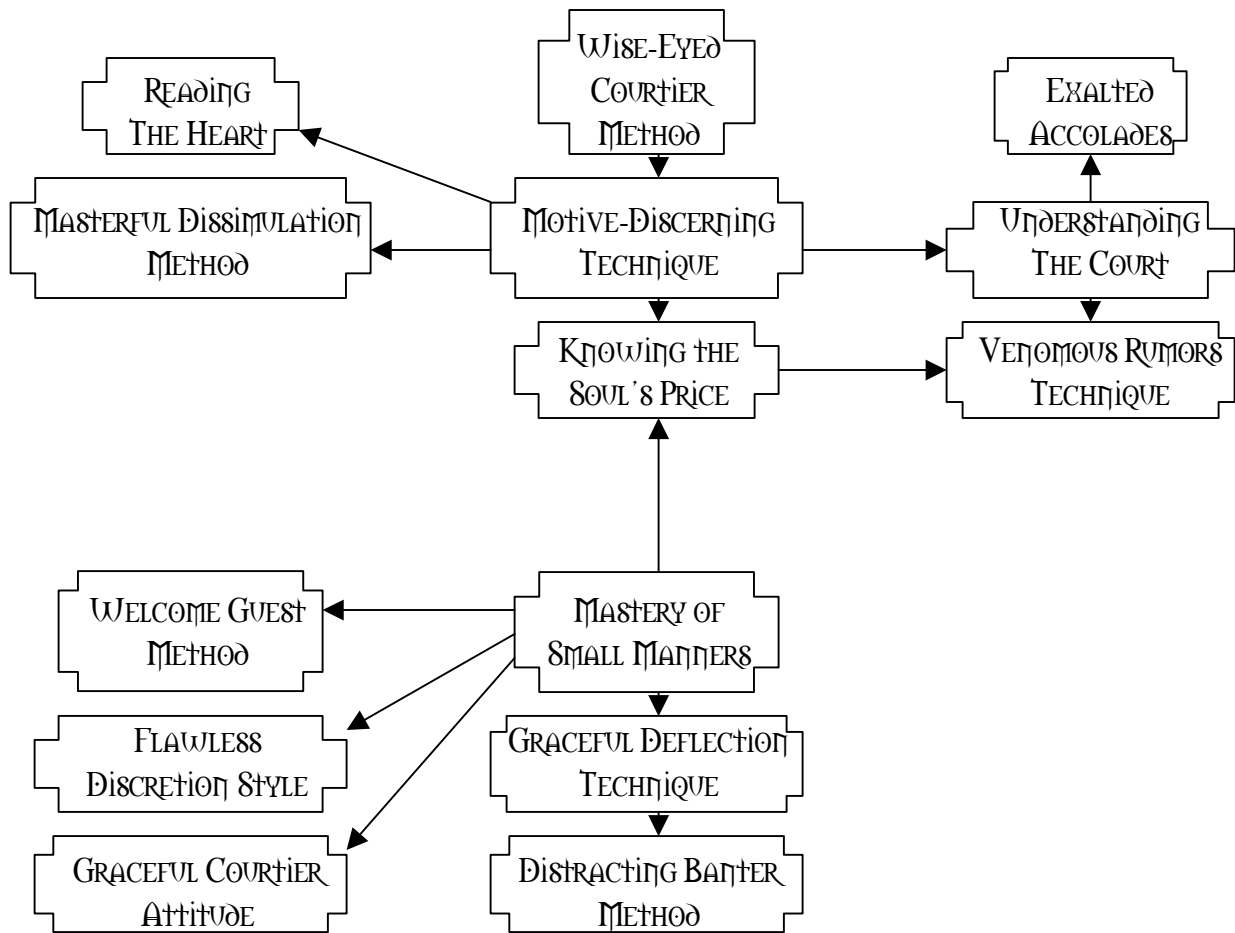 Wise-Eyed
Courtier
Method
Reading
The Heart
Exalted
Accolades
Masterful Dissimulation
Method
Motive-Discerning
Technique
Understanding
The Court
Knowing the
Soul's Price
Venomous Rumors
Technique
Welcome Guest
Method
Mastery of
Small Manners
Flawless
Discretion Style
Graceful Deflection
Technique
Graceful Courtier
Attitude
Distracting Banter
Method